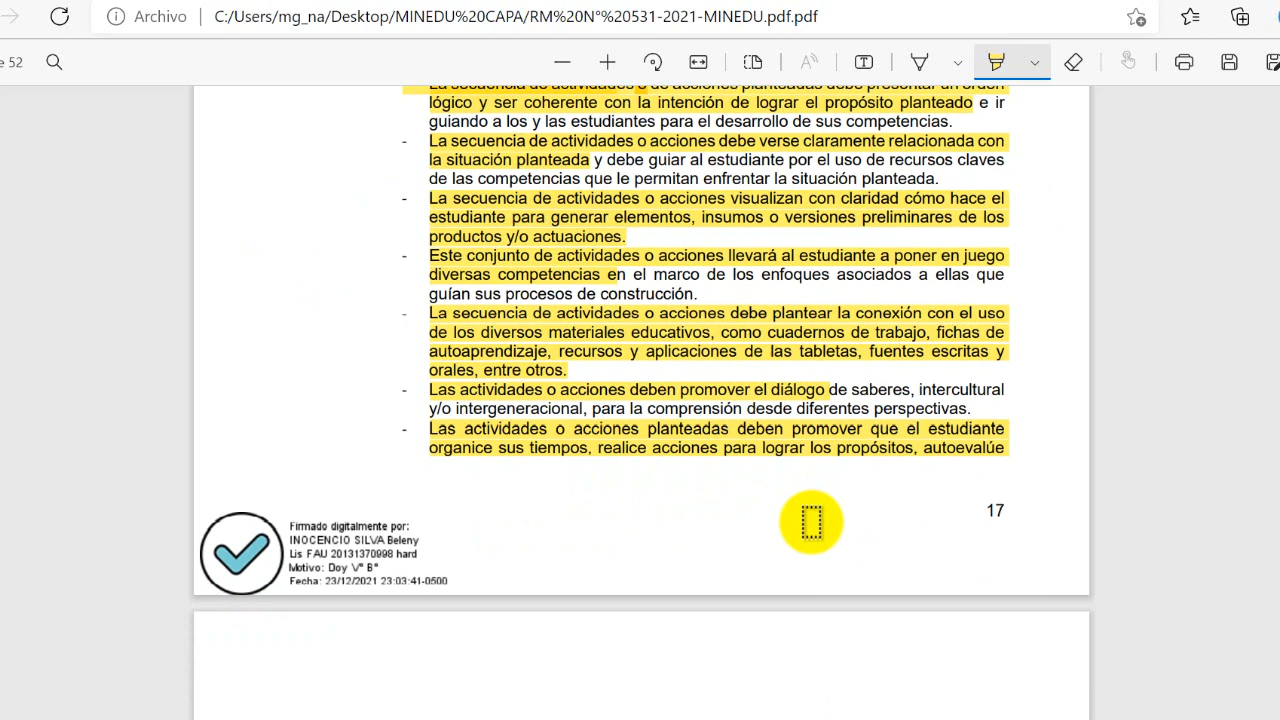 Archivo
C:/Users/mg_na/Desktop/MINEDU%20CAPA/RM%20N°%20531-2021-MINEDU.pdf.pdf
e 52
La secuencia de actividades o de acciones planteadas debe presentar un orden
lógico y ser coherente con la intención de lograr el propósito planteado e ir
guiando a los y las estudiantes para el desarrollo de sus competencias.
- La secuencia de actividades o acciones debe verse claramente relacionada con
la situación planteada y debe guiar al estudiante por el uso de recursos claves
de las competencias que le permitan enfrentar la situación planteada.
- La secuencia de actividades o acciones visualizan con claridad cómo hace el
estudiante para generar elementos, insumos o versiones preliminares de los
productos y/o actuaciones.
- Este conjunto de actividades o acciones llevará al estudiante a poner en juego
diversas competencias en el marco de los enfoques asociados a ellas que
guían sus procesos de construcción.
- La secuencia de actividades o acciones debe plantear la conexión con el uso
de los diversos materiales educativos, como cuadernos de trabajo, fichas de
autoaprendizaje, recursos y aplicaciones de las tabletas, fuentes escritas y
orales, entre otros.
- Las actividades o acciones deben promover el diálogo de saberes, intercultural
y/o intergeneracional, para la comprensión desde diferentes perspectivas.
- Las actividades o acciones planteadas deben promover que el estudiante
organice sus tiempos, realice acciones para lograr los propósitos, autoevalúe
17
Firmado digitalmente por:
INOCENCIO SILVA Beleny
Lis FAU 20131370998 hard
Motivo: Doy V° B°
Fecha: 23/12/2021 23:03:41-0500